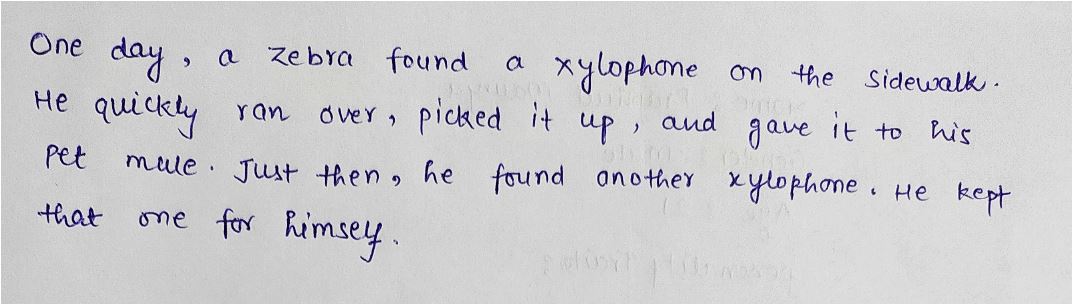 One day, a zebra found a xylophone on the sidewalk.
He quickly ran over, picked it up, and gave it to his
pet mule. Just then, he found another xylophone. He kept
that one for himself.